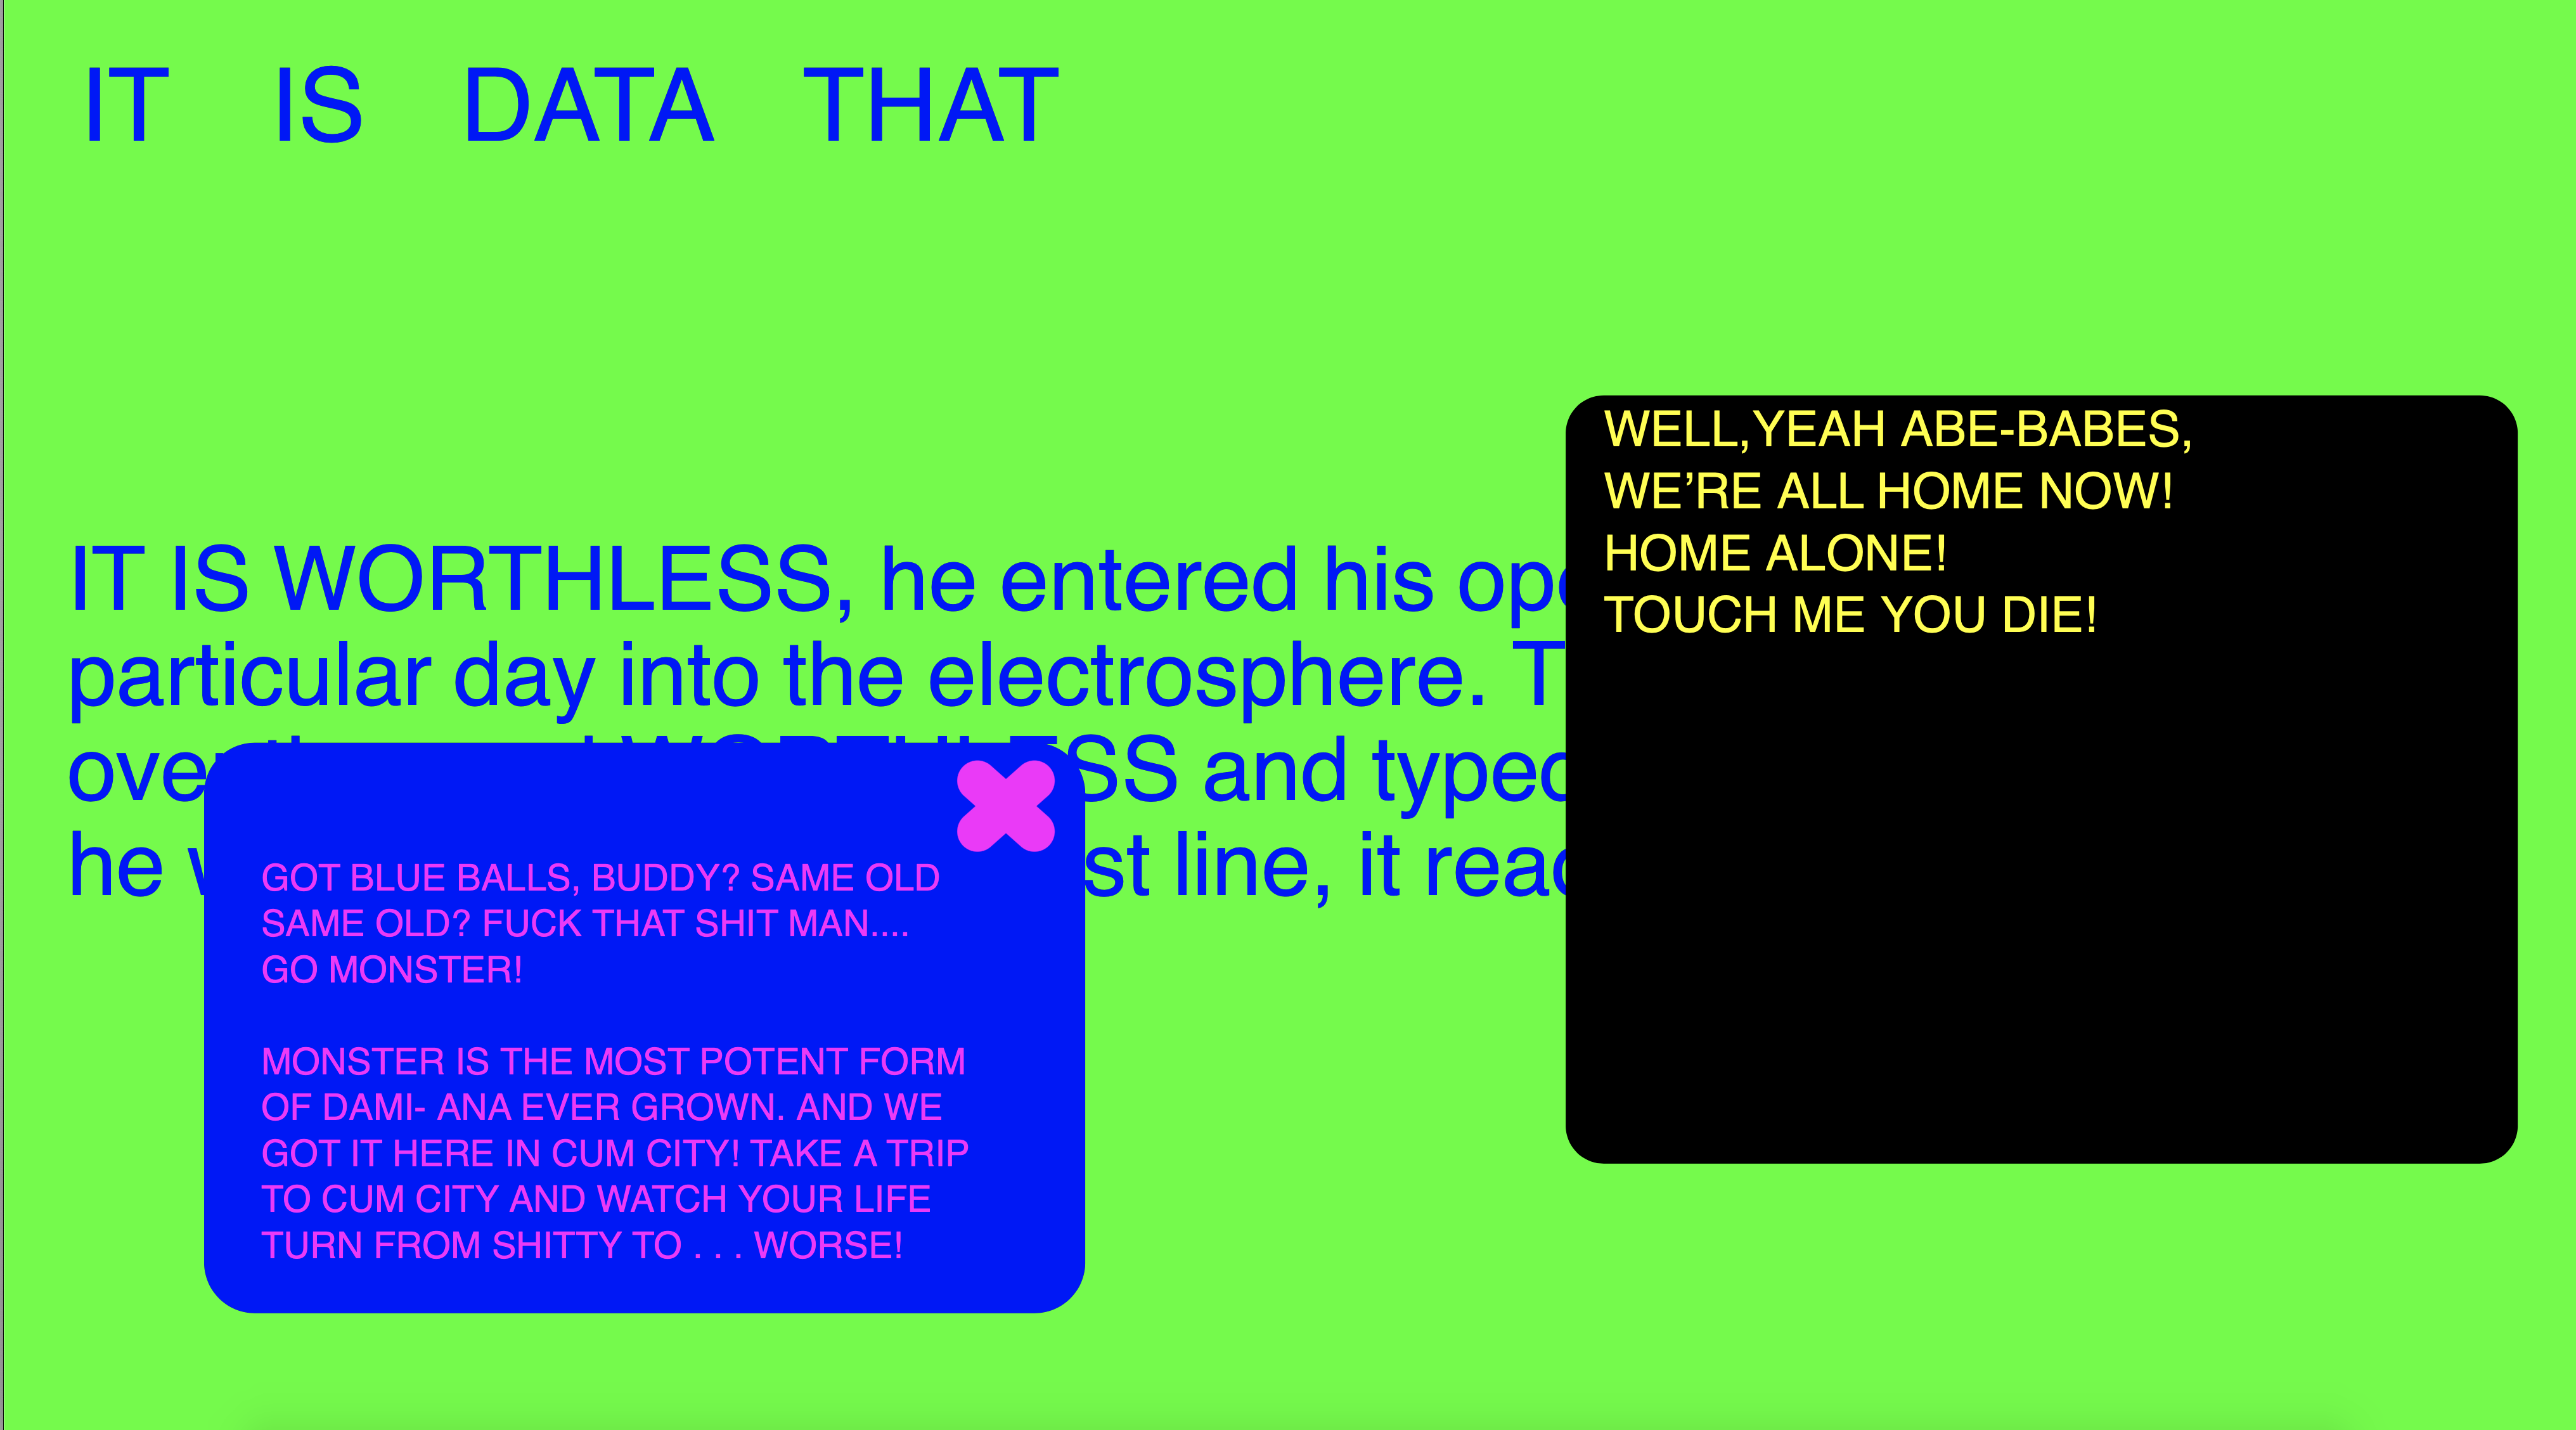 IT IS DATA THAT
IT IS WORTHLESS, he entered his
particular day into the electrosphere.
SS and
he st line, it
WELL,YEAH ABE-BABES,
WE’RE ALL HOME NOW!
HOME ALONE!
TOUCH ME YOU DIE!
GOT BLUE BALLS, BUDDY? SAME OLD
SAME OLD? FUCK THAT SHIT MAN....
GO MONSTER!
MONSTER IS THE MOST POTENT FORM
OF DAMI- ANA EVER GROWN. AND WE
GOT IT HERE IN CUM CITY! TAKE A TRIP
TO CUM CITY AND WATCH YOUR LIFE
TURN FROM SHITTY TO . . . WORSE!